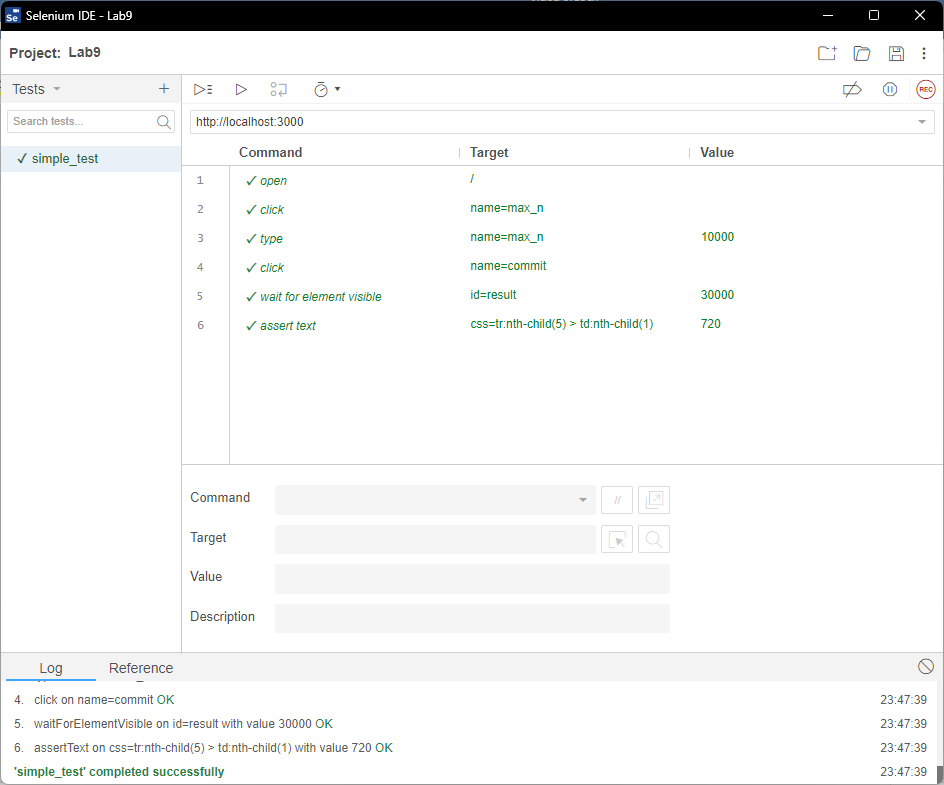 Selenium IDE - Lab9
Project: Lab9
Tests
Search tests...
✓ simple_test
REC
http://localhost:3000
Command Target Value
1 ✓ open /
2 ✓ click name=max_n
3 ✓ type name=max_n 10000
4 ✓ click name=commit
5 ✓ wait for element visible id=result 30000
6 ✓ assert text css=tr:nth-child(5) > td:nth-child(1) 720
Command //
Target
Value
Description
Log Reference
4. click on name=commit OK 23:47:39
5. waitForElementVisible on id=result with value 30000 OK 23:47:39
6. assertText on css=tr:nth-child(5) > td:nth-child(1) with value 720 OK 23:47:39
'simple_test' completed successfully 23:47:39